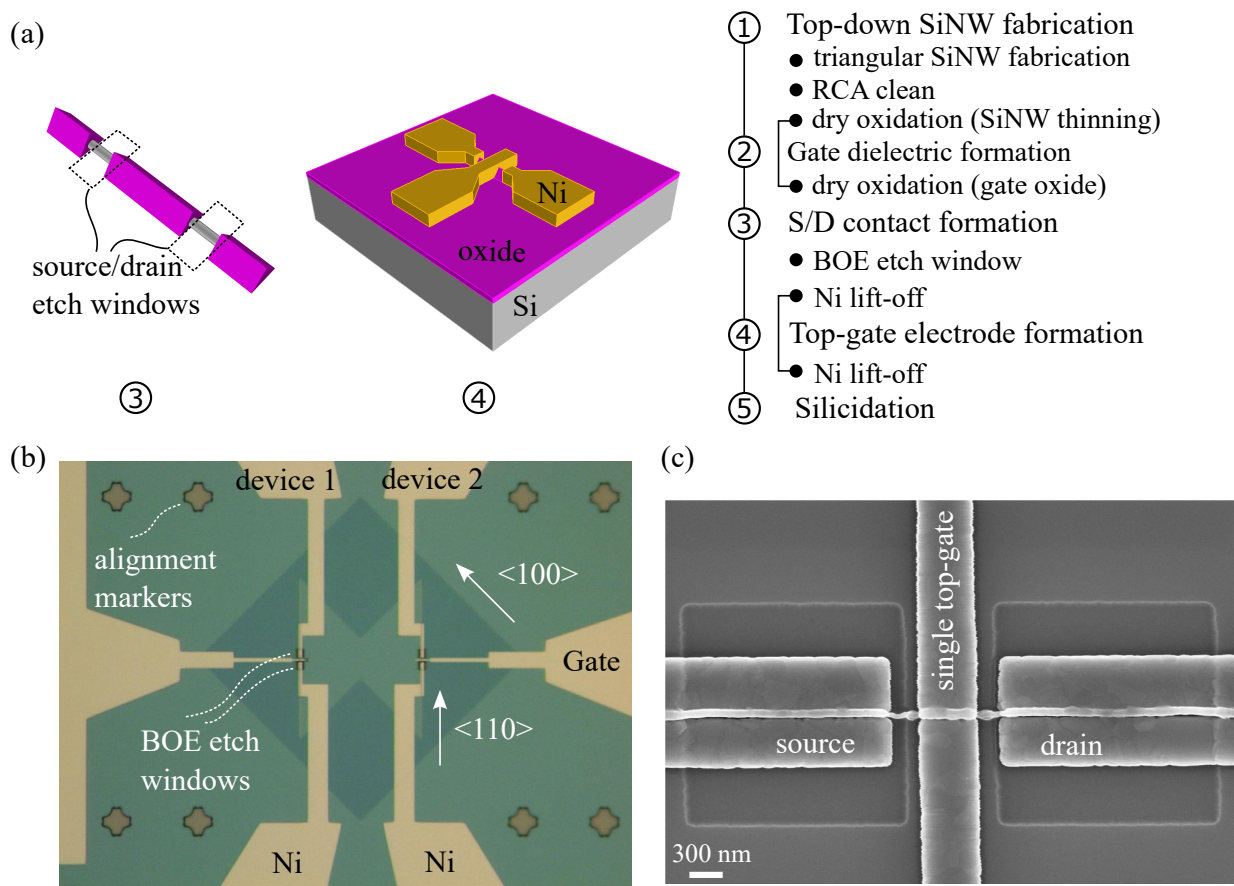 (a)
source/drain
etch windows
③
Ni
oxide
Si
④
① Top-down SiNW fabrication
● triangular SiNW fabrication
● RCA clean
● dry oxidation (SiNW thinning)
② Gate dielectric formation
● dry oxidation (gate oxide)
③ S/D contact formation
● BOE etch window
● Ni lift-off
④ Top-gate electrode formation
● Ni lift-off
⑤ Silicidation
(b)
device 1
device 2
alignment
markers
<100>
Gate
<110>
BOE etch
windows
Ni
Ni
(c)
single top-gate
source
drain
300 nm